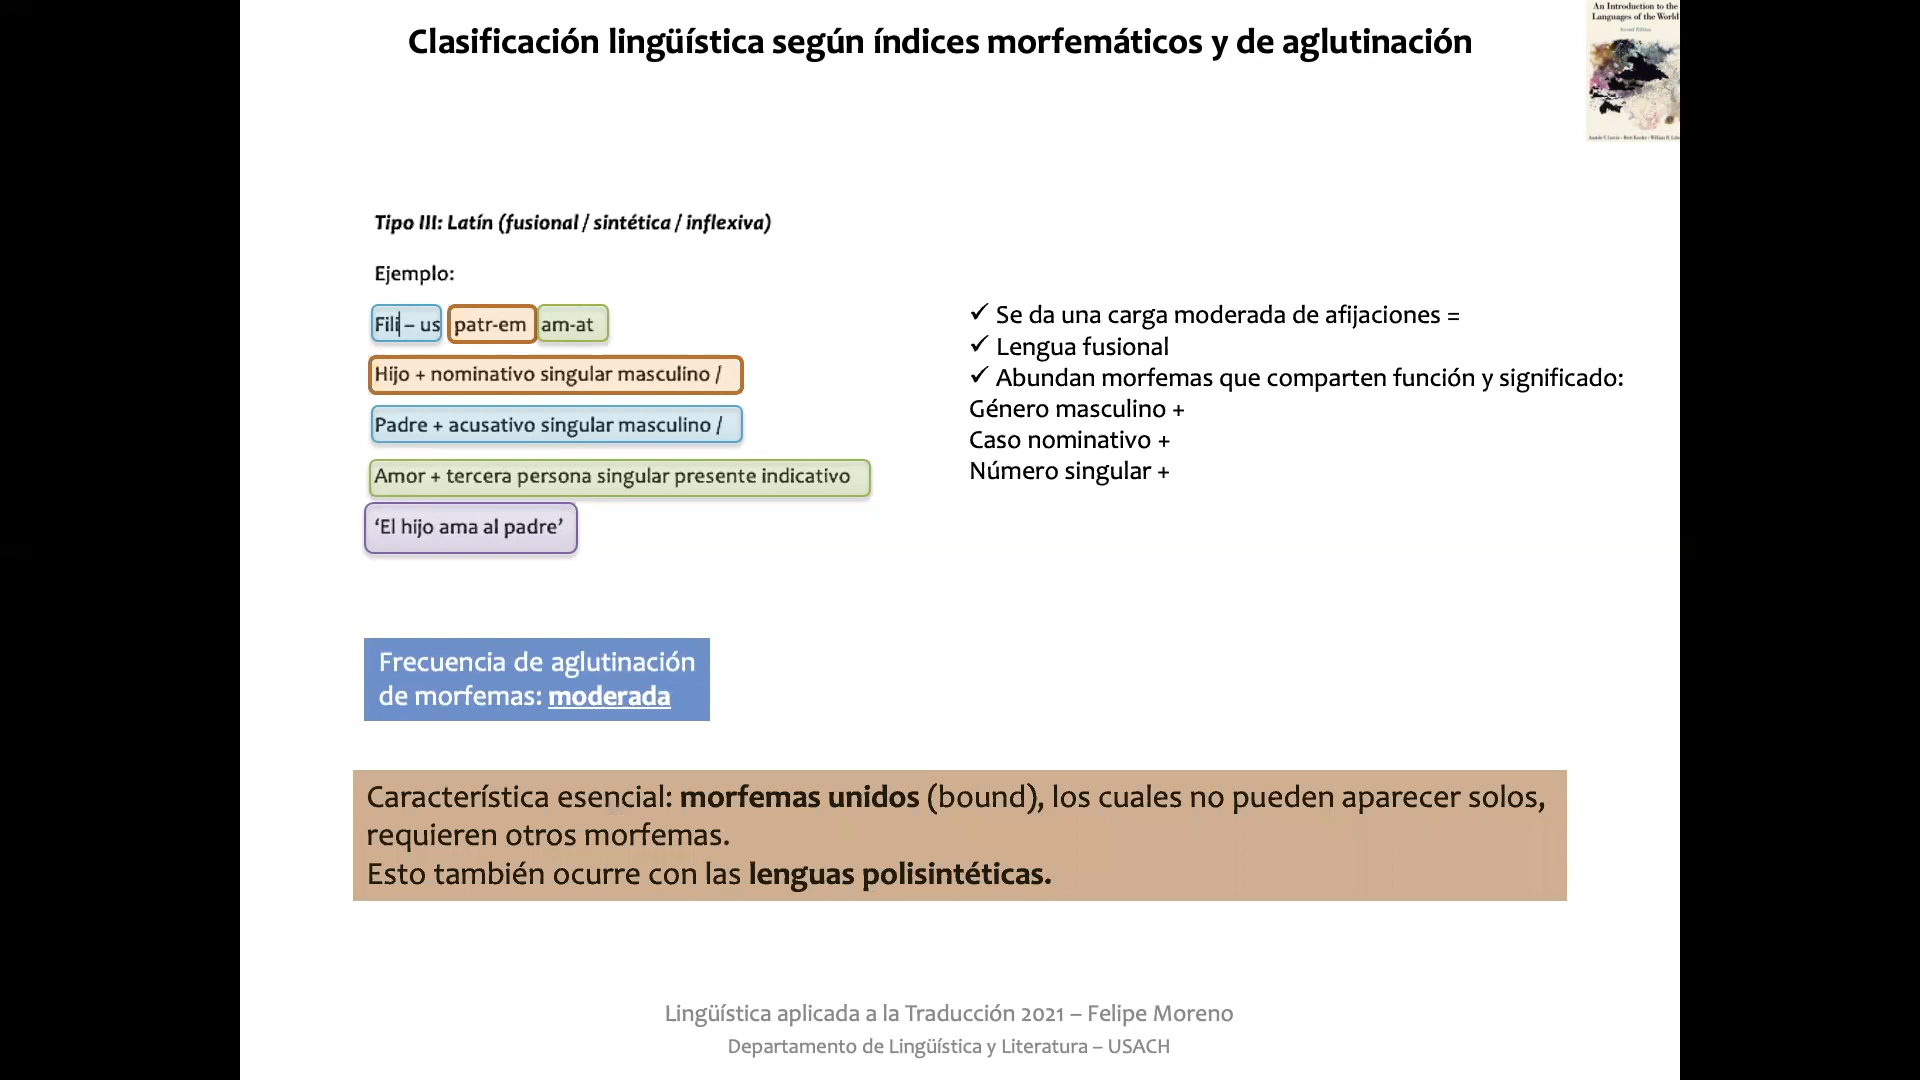 Clasificación lingüística según índices morfemáticos y de aglutinación
An Introduction to the
Languages of the World
Second Edition
Tipo III: Latín (fusional / sintética / inflexiva)
Ejemplo:
Fili – us patr-em am-at
Hijo + nominativo singular masculino /
Padre + acusativo singular masculino /
Amor + tercera persona singular presente indicativo
‘El hijo ama al padre’
✓ Se da una carga moderada de afijaciones =
✓ Lengua fusional
✓ Abundan morfemas que comparten función y significado:
Género masculino +
Caso nominativo +
Número singular +
Frecuencia de aglutinación
de morfemas: moderada
Característica esencial: morfemas unidos (bound), los cuales no pueden aparecer solos,
requieren otros morfemas.
Esto también ocurre con las lenguas polisintéticas.
Lingüística aplicada a la Traducción 2021 – Felipe Moreno
Departamento de Lingüística y Literatura – USACH